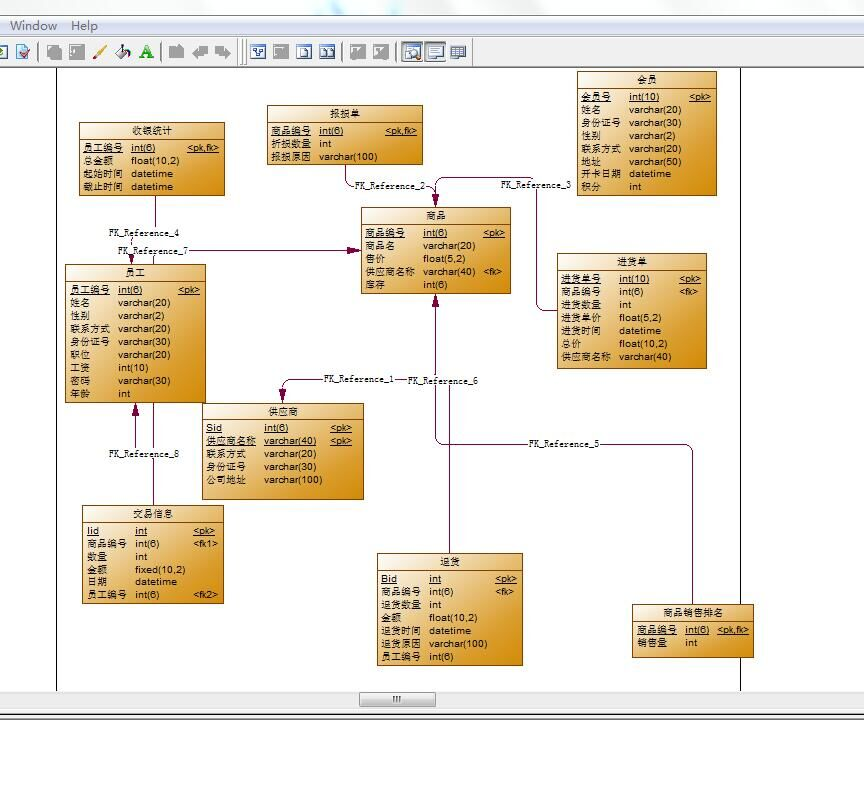 Window Help
会员
会员号 int(10) <pk>
姓名 varchar(20)
身份证号 varchar(30)
性别 varchar(2)
联系方式 varchar(20)
地址 varchar(50)
开卡日期 datetime
积分 int
报损单
商品编号 int(6) <pk,fk>
折损数量 int
报损原因 varchar(100)
收银统计
员工编号 int(6) <pk,fk>
总金额 float(10,2)
起始时间 datetime
截止时间 datetime
FK_Reference_2
FK_Reference_3
商品
商品编号 int(6) <pk>
商品名 varchar(20)
售价 float(5,2)
供应商名称 varchar(40) <fk>
库存 int(6)
FK_Reference_4
FK_Reference_7
进货单
进货单号 int(10) <pk>
商品编号 int(6) <fk>
进货数量 int
进货单价 float(5,2)
进货时间 datetime
总价 float(10,2)
供应商名称 varchar(40)
员工
员工编号 int(6) <pk>
姓名 varchar(20)
性别 varchar(2)
联系方式 varchar(20)
身份证号 varchar(30)
职位 varchar(20)
工资 int(10)
密码 varchar(30)
年龄 int
FK_Reference_1
FK_Reference_6
供应商
Sid int(6) <pk>
供应商名称 varchar(40) <pk>
联系方式 varchar(20)
身份证号 varchar(30)
公司地址 varchar(100)
FK_Reference_5
FK_Reference_8
交易信息
Iid int <pk>
商品编号 int(6) <fk1>
数量 int
金额 fixed(10,2)
日期 datetime
员工编号 int(6) <fk2>
退货
Bid int <pk>
商品编号 int(6) <fk>
退货数量 int
金额 float(10,2)
退货时间 datetime
退货原因 varchar(100)
员工编号 int(6)
商品销售排名
商品编号 int(6) <pk,fk>
销售量 int